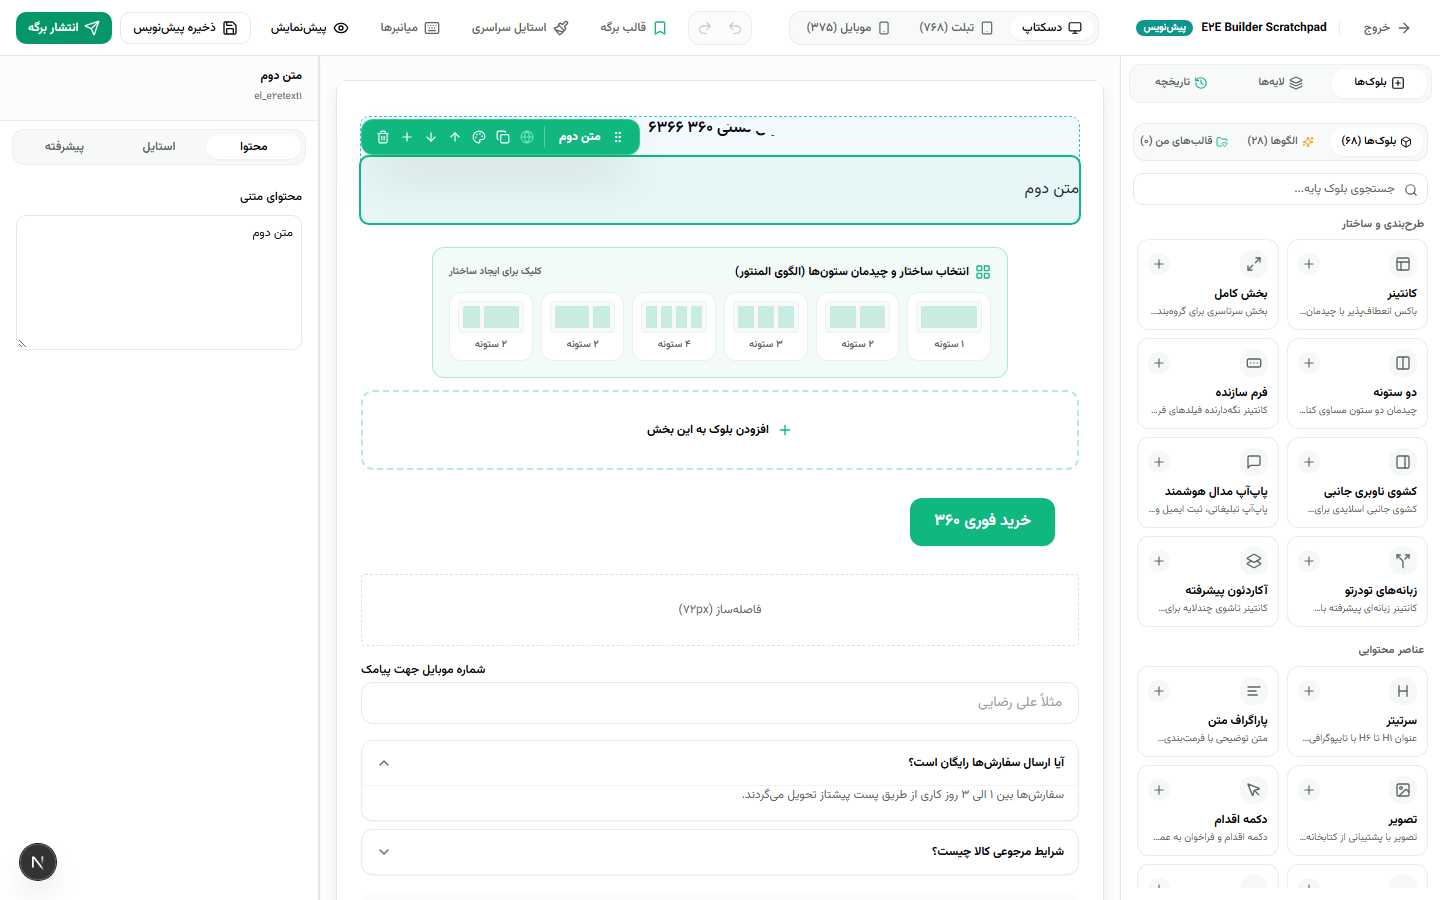 خروج
E۲E Builder Scratchpad
پیش‌نویس
دسکتاپ
تبلت (۷۶۸)
موبایل (۳۷۵)
قالب برگه
استایل سراسری
میانبرها
پیش‌نمایش
ذخیره پیش‌نویس
انتشار برگه
بلوک‌ها
لایه‌ها
تاریخچه
بلوک‌ها (۶۸)
الگوها (۲۸)
قالب‌های من (۰)
جستجوی بلوک پایه...
طرح‌بندی و ساختار
کانتینر
باکس انعطاف‌پذیر با چیدمان...
بخش کامل
بخش سرتاسری برای گروه‌بند...
دو ستونه
چیدمان دو ستون مساوی کنا...
فرم سازنده
کانتینر نگه‌دارنده فیلدهای فر...
کشوی ناوبری جانبی
کشوی جانبی اسلایدی برای...
پاپ‌آپ مدال هوشمند
پاپ‌آپ تبلیغاتی، ثبت ایمیل و...
زبانه‌های تودرتو
کانتینر زبانه‌ای پیشرفته با...
آکاردئون پیشرفته
کانتینر تاشوی چندلایه برای...
عناصر محتوایی
سرتیتر
عنوان H۱ تا H۶ با تایپوگرافی...
پاراگراف متن
متن توضیحی با فرمت‌بندی...
تصویر
تصویر با پشتیبانی از کتابخانه...
دکمه اقدام
دکمه اقدام و فراخوان به عمـ...
۳۶۰ ۶۳۶۶
متن دوم
متن دوم
انتخاب ساختار و چیدمان ستون‌ها (الگوی المنتور)
کلیک برای ایجاد ساختار
۱ ستونه
۲ ستونه
۳ ستونه
۴ ستونه
۲ ستونه
۲ ستونه
افزودن بلوک به این بخش
خرید فوری ۳۶۰
فاصله‌ساز (۷۲px)
شماره موبایل جهت پیامک
مثلاً علی رضایی
آیا ارسال سفارش‌ها رایگان است؟
سفارش‌ها بین ۱ الی ۳ روز کاری از طریق پست پیشتاز تحویل می‌گردند.
شرایط مرجوعی کالا چیست؟
متن دوم
el_e۲etext۱
محتوا
استایل
پیشرفته
محتوای متنی
متن دوم
N